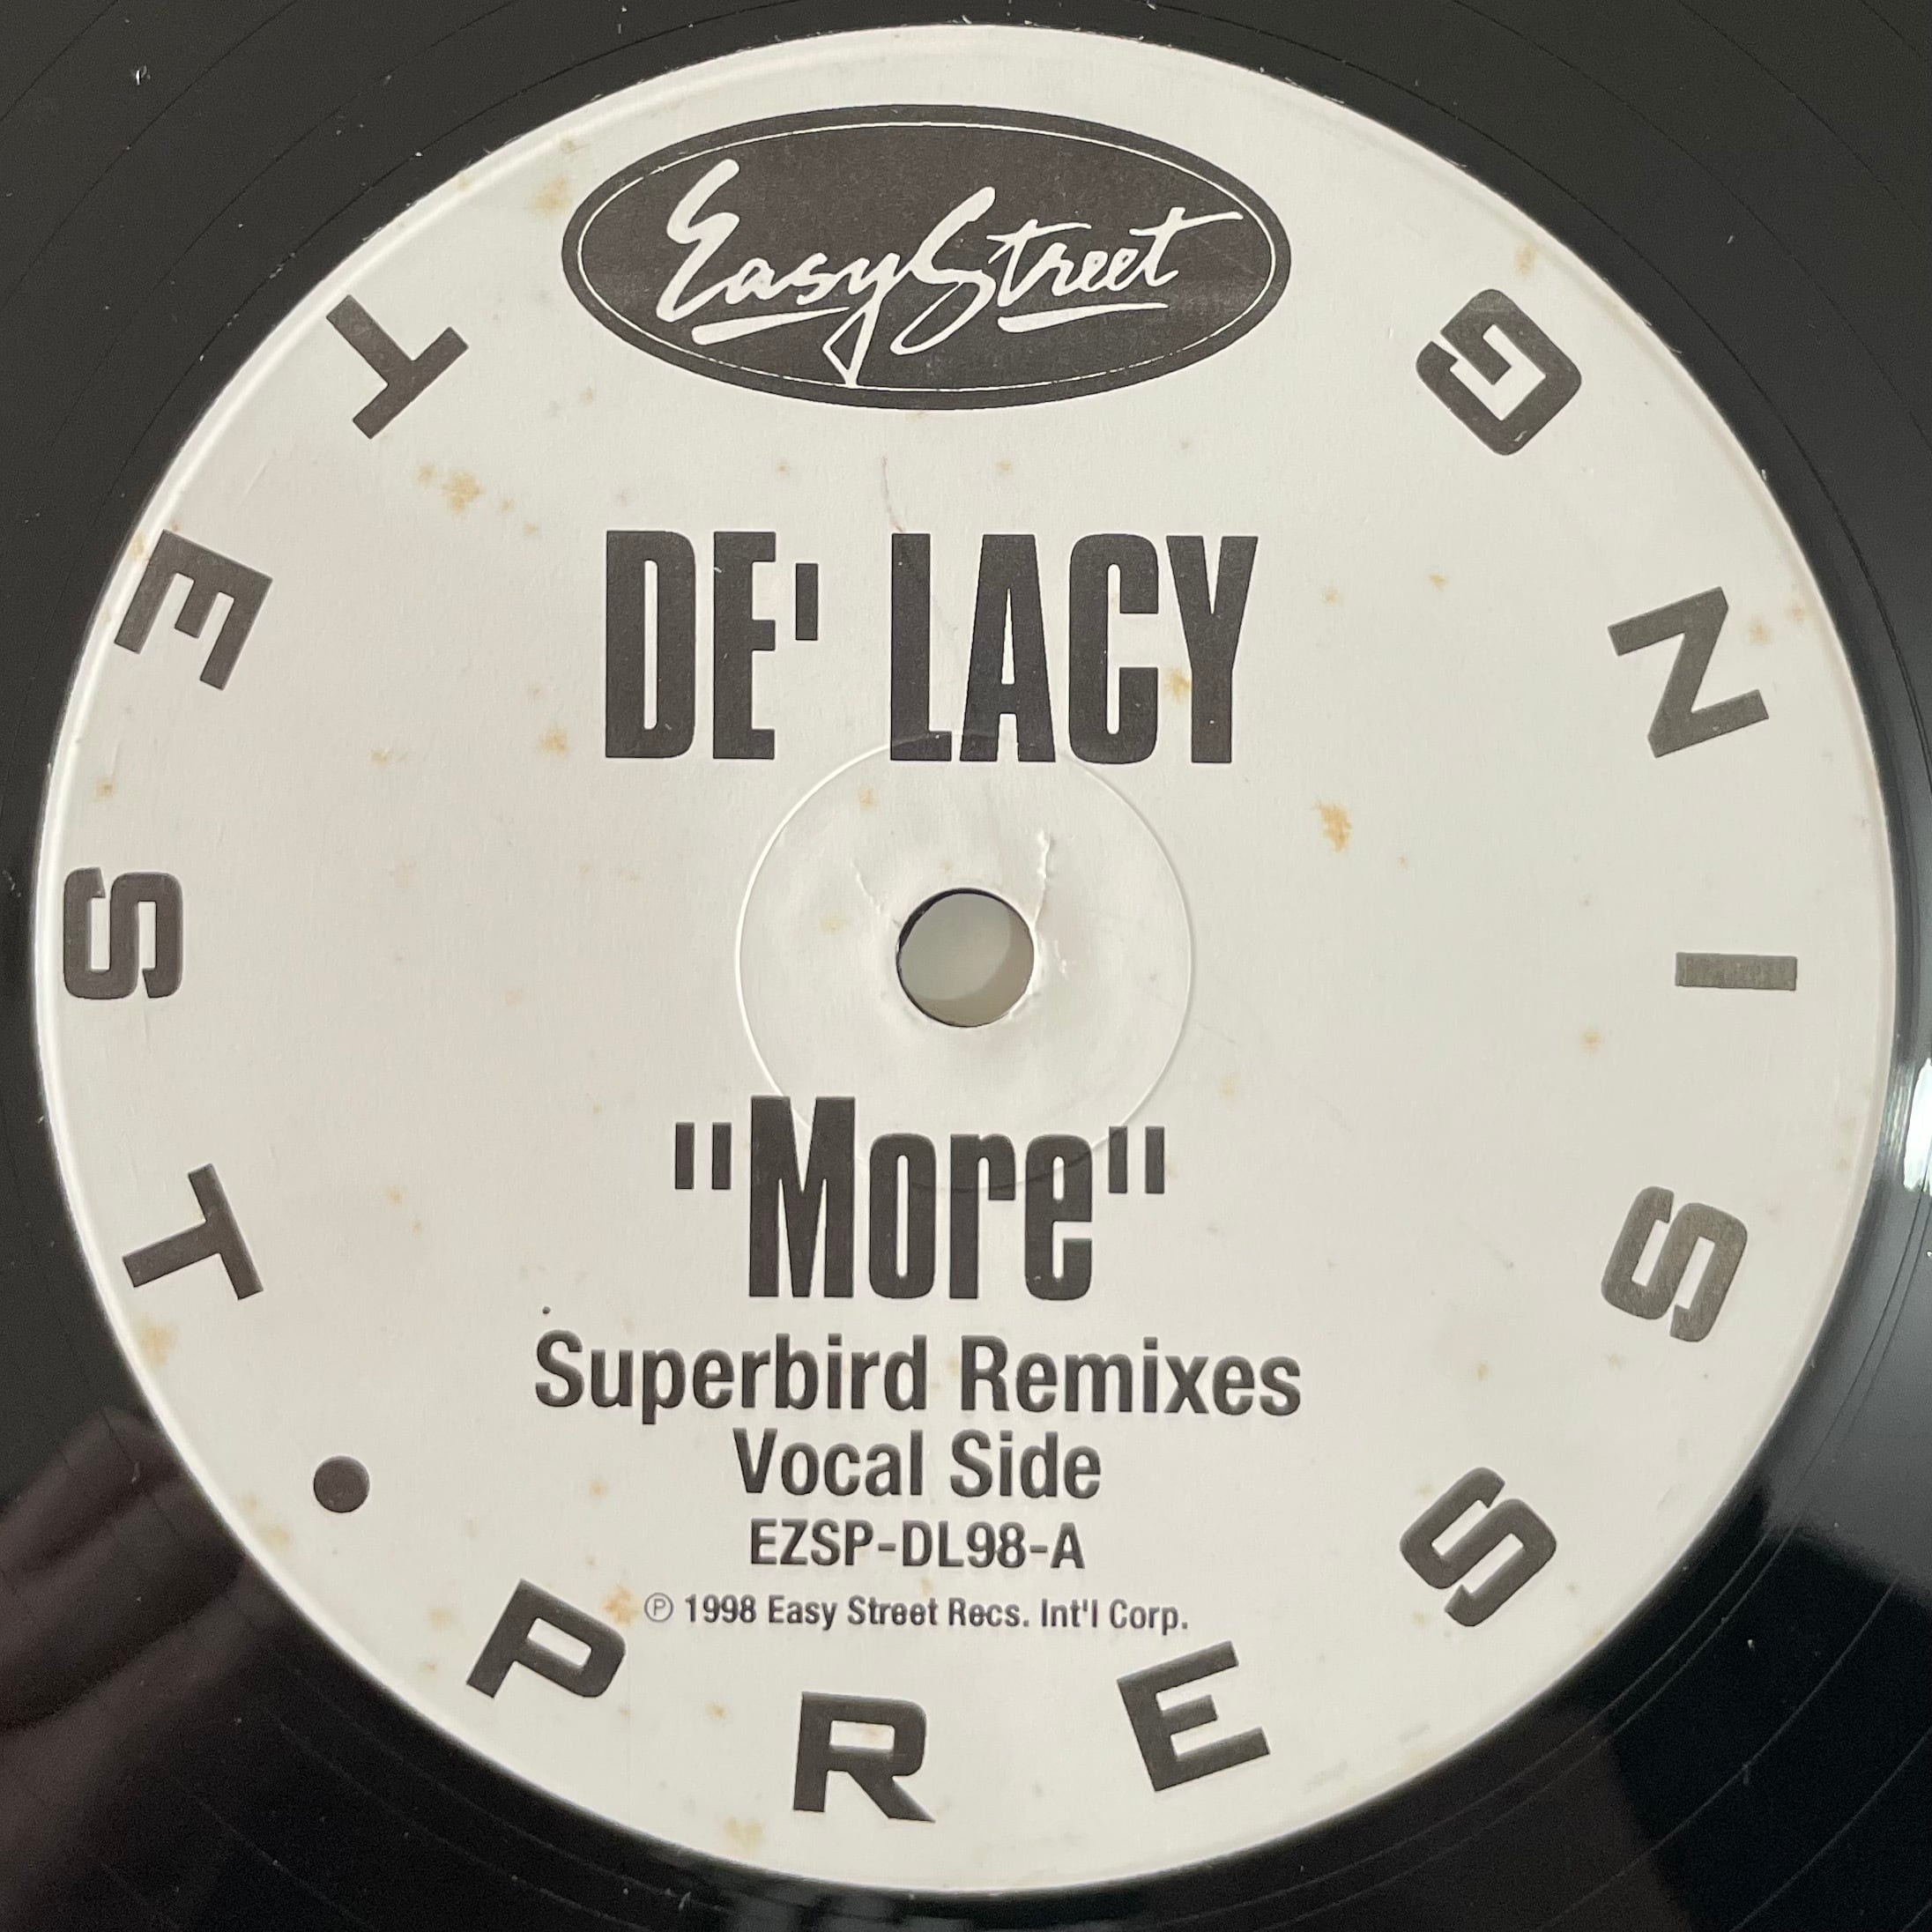 Easy Street
DE' LACY
"More"
Superbird Remixes
Vocal Side
EZSP-DL98-A
℗ 1998 Easy Street Recs. Int'l Corp.
TEST • PRESSING